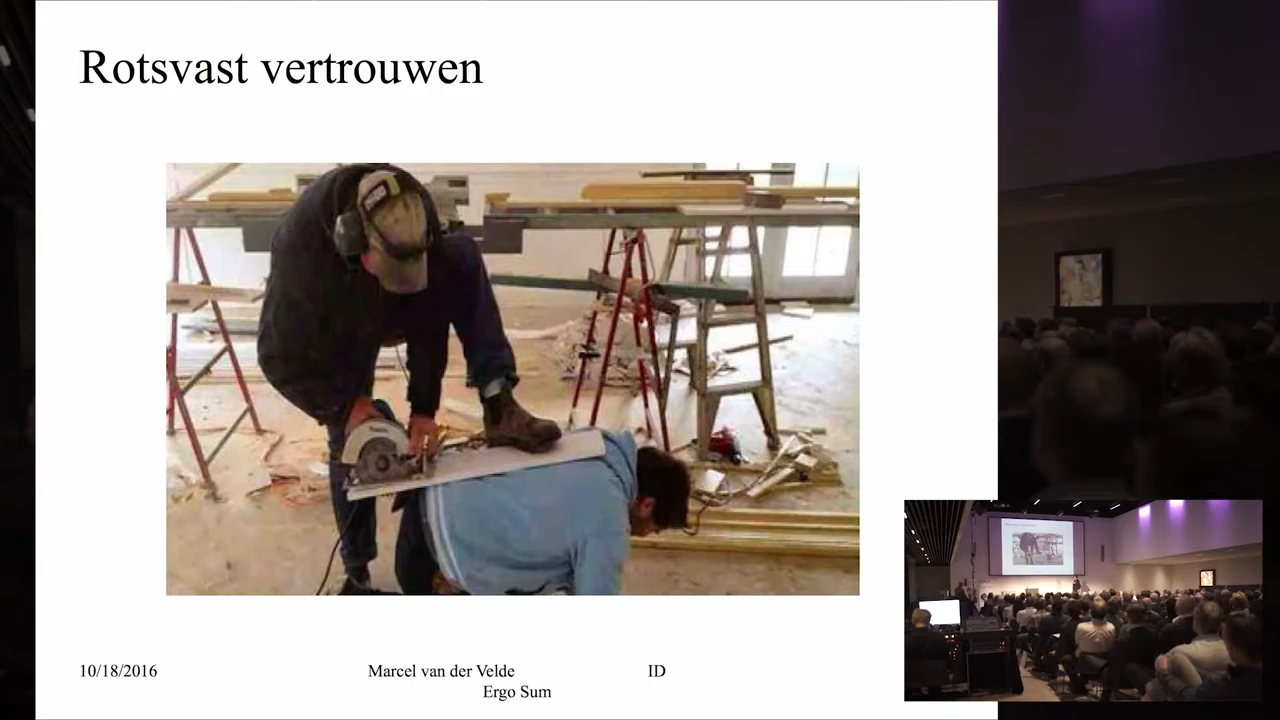 Rotsvast vertrouwen
10/18/2016
Marcel van der Velde
Ergo Sum
ID